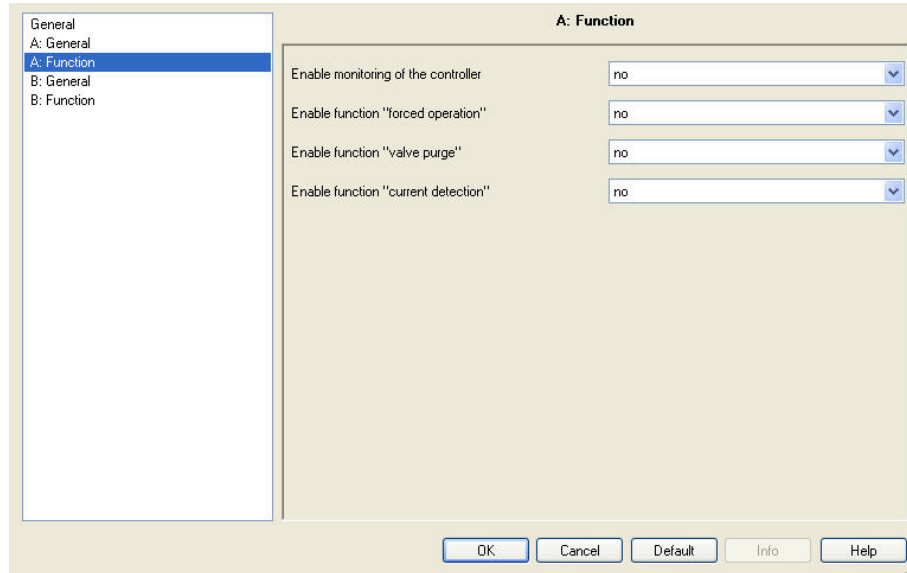 General
A: General
A: Function
B: General
B: Function
A: Function
Enable monitoring of the controller no
Enable function "forced operation" no
Enable function "valve purge" no
Enable function "current detection" no
OK Cancel Default Info Help